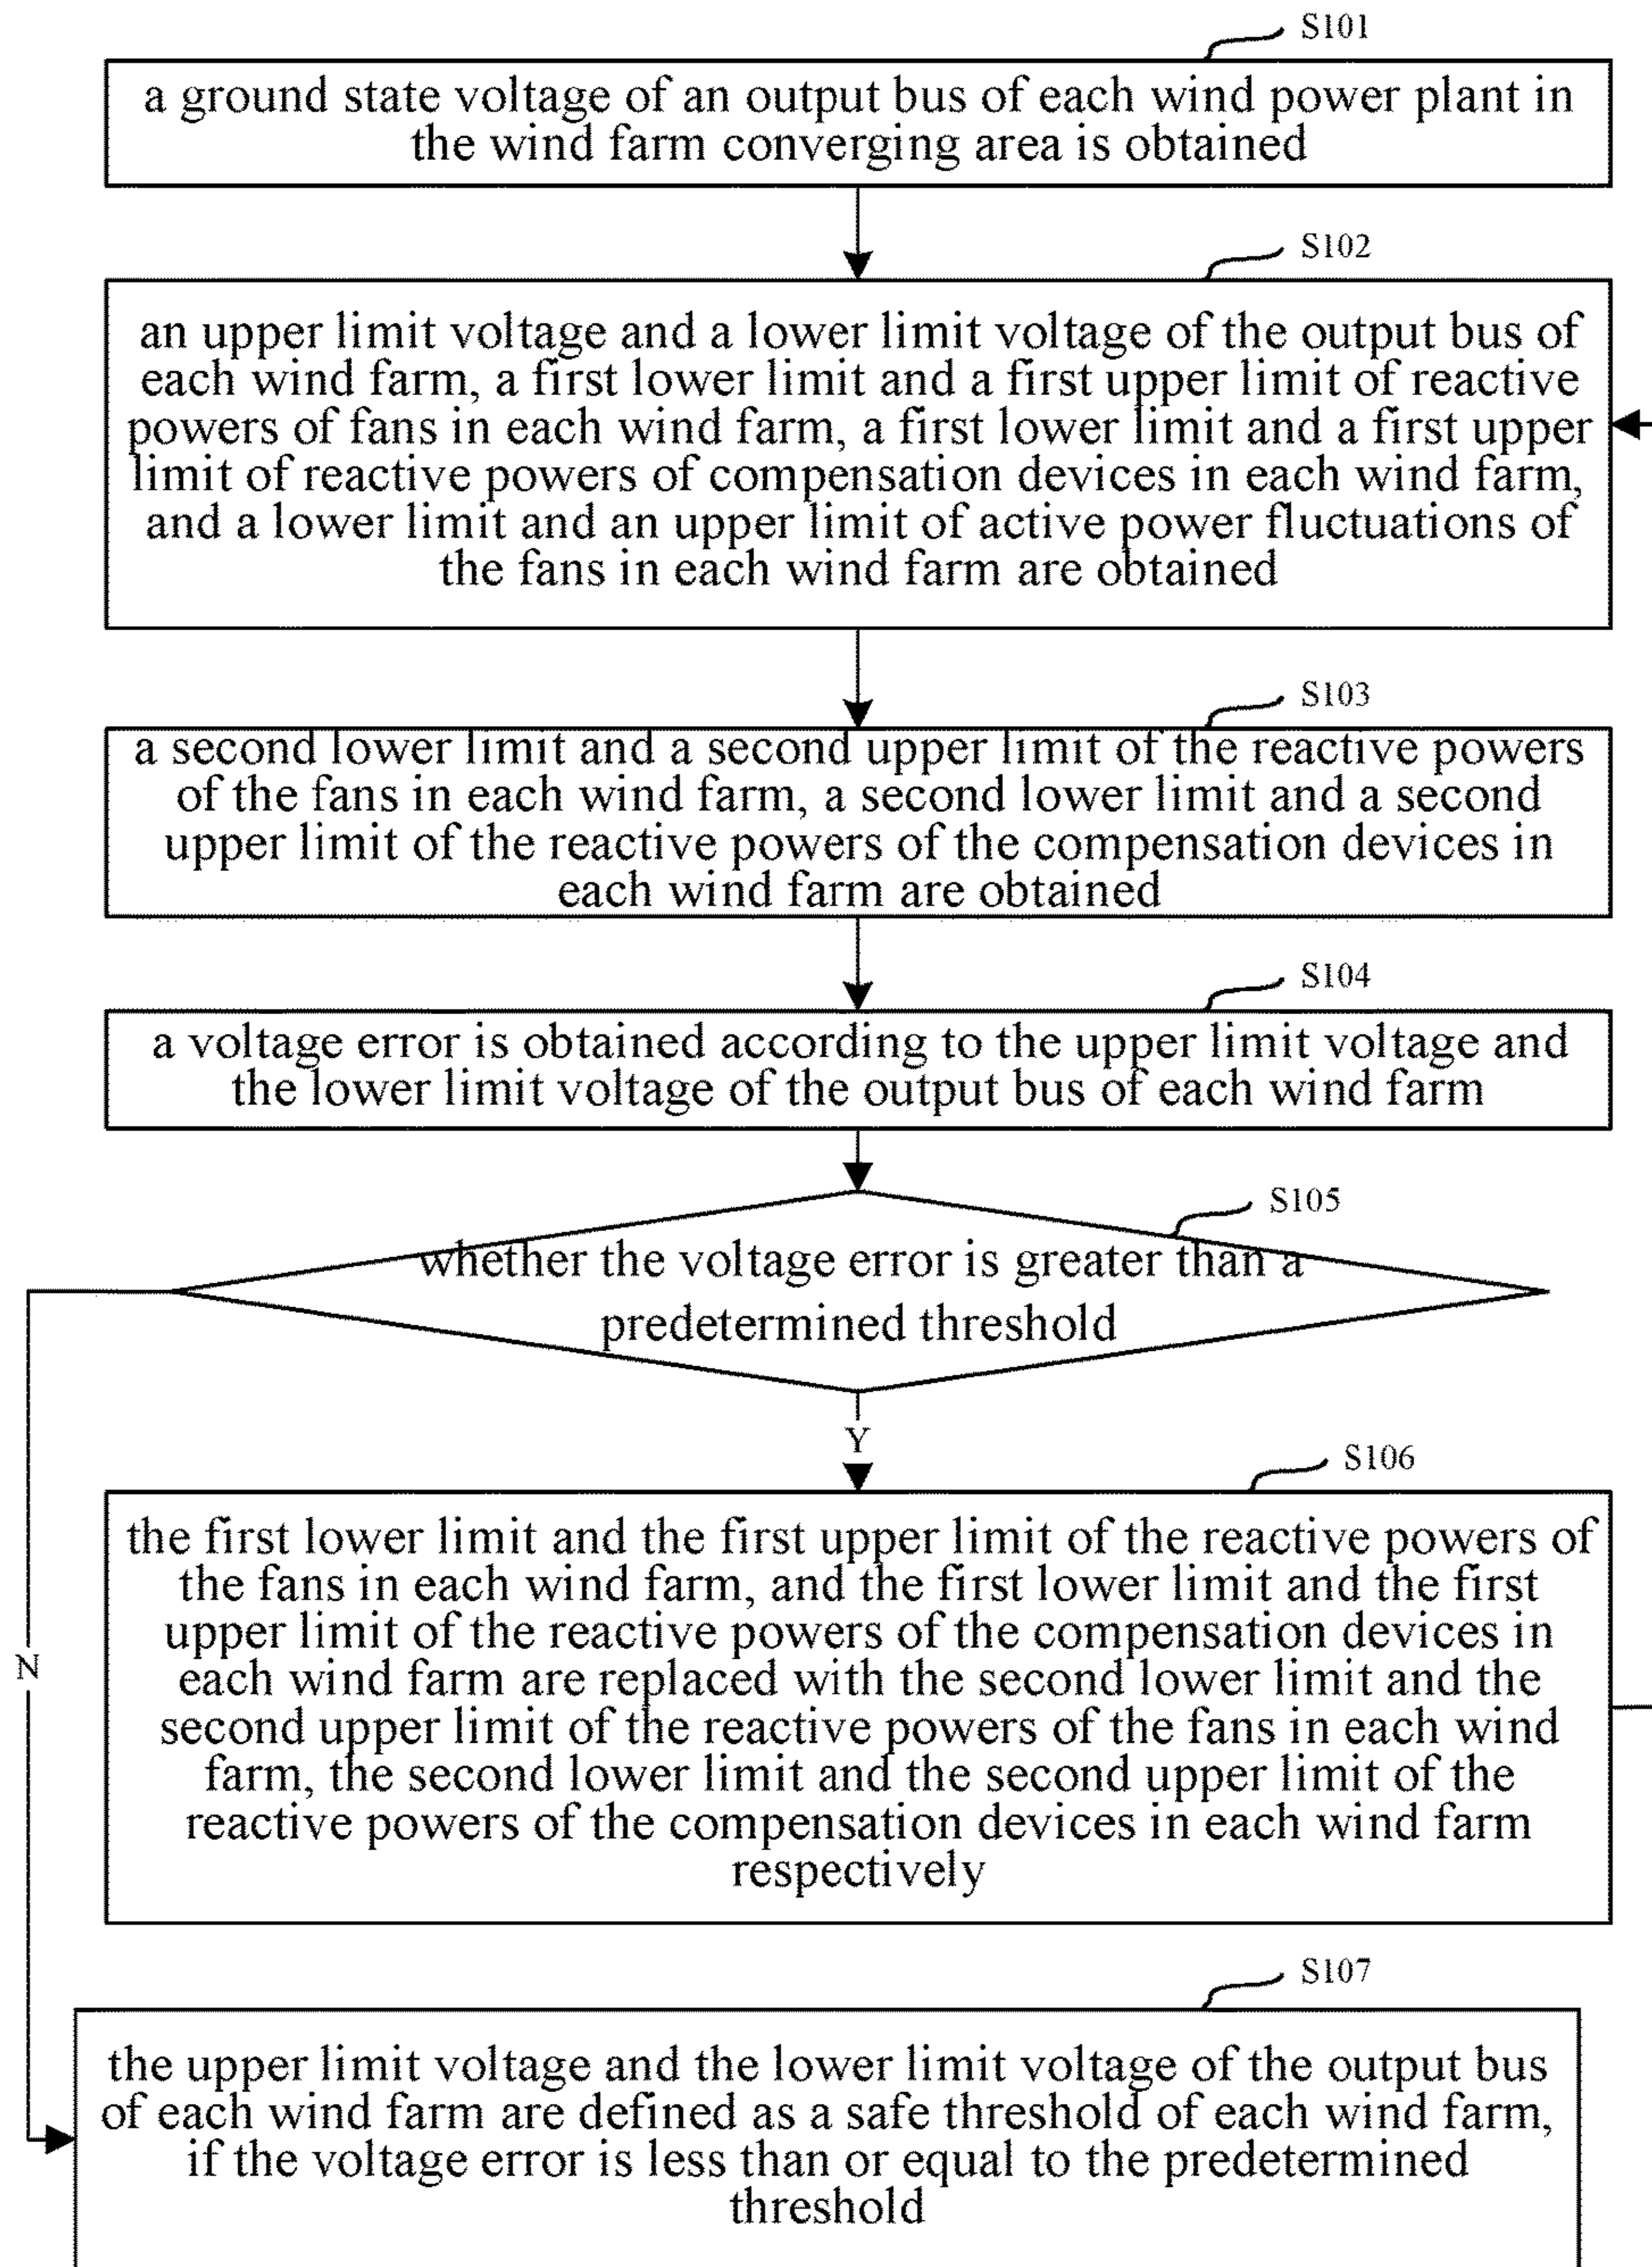 S101
a ground state voltage of an output bus of each wind power plant in
the wind farm converging area is obtained
S102
an upper limit voltage and a lower limit voltage of the output bus of
each wind farm, a first lower limit and a first upper limit of reactive
powers of fans in each wind farm, a first lower limit and a first upper
limit of reactive powers of compensation devices in each wind farm,
and a lower limit and an upper limit of active power fluctuations of
the fans in each wind farm are obtained
S103
a second lower limit and a second upper limit of the reactive powers
of the fans in each wind farm, a second lower limit and a second
upper limit of the reactive powers of the compensation devices in
each wind farm are obtained
S104
a voltage error is obtained according to the upper limit voltage and
the lower limit voltage of the output bus of each wind farm
S105
whether the voltage error is greater than a
predetermined threshold
Y
S106
the first lower limit and the first upper limit of the reactive powers of
the fans in each wind farm, and the first lower limit and the first
upper limit of the reactive powers of the compensation devices in
each wind farm are replaced with the second lower limit and the
second upper limit of the reactive powers of the fans in each wind
farm, the second lower limit and the second upper limit of the
reactive powers of the compensation devices in each wind farm
respectively
N
S107
the upper limit voltage and the lower limit voltage of the output bus
of each wind farm are defined as a safe threshold of each wind farm,
if the voltage error is less than or equal to the predetermined
threshold